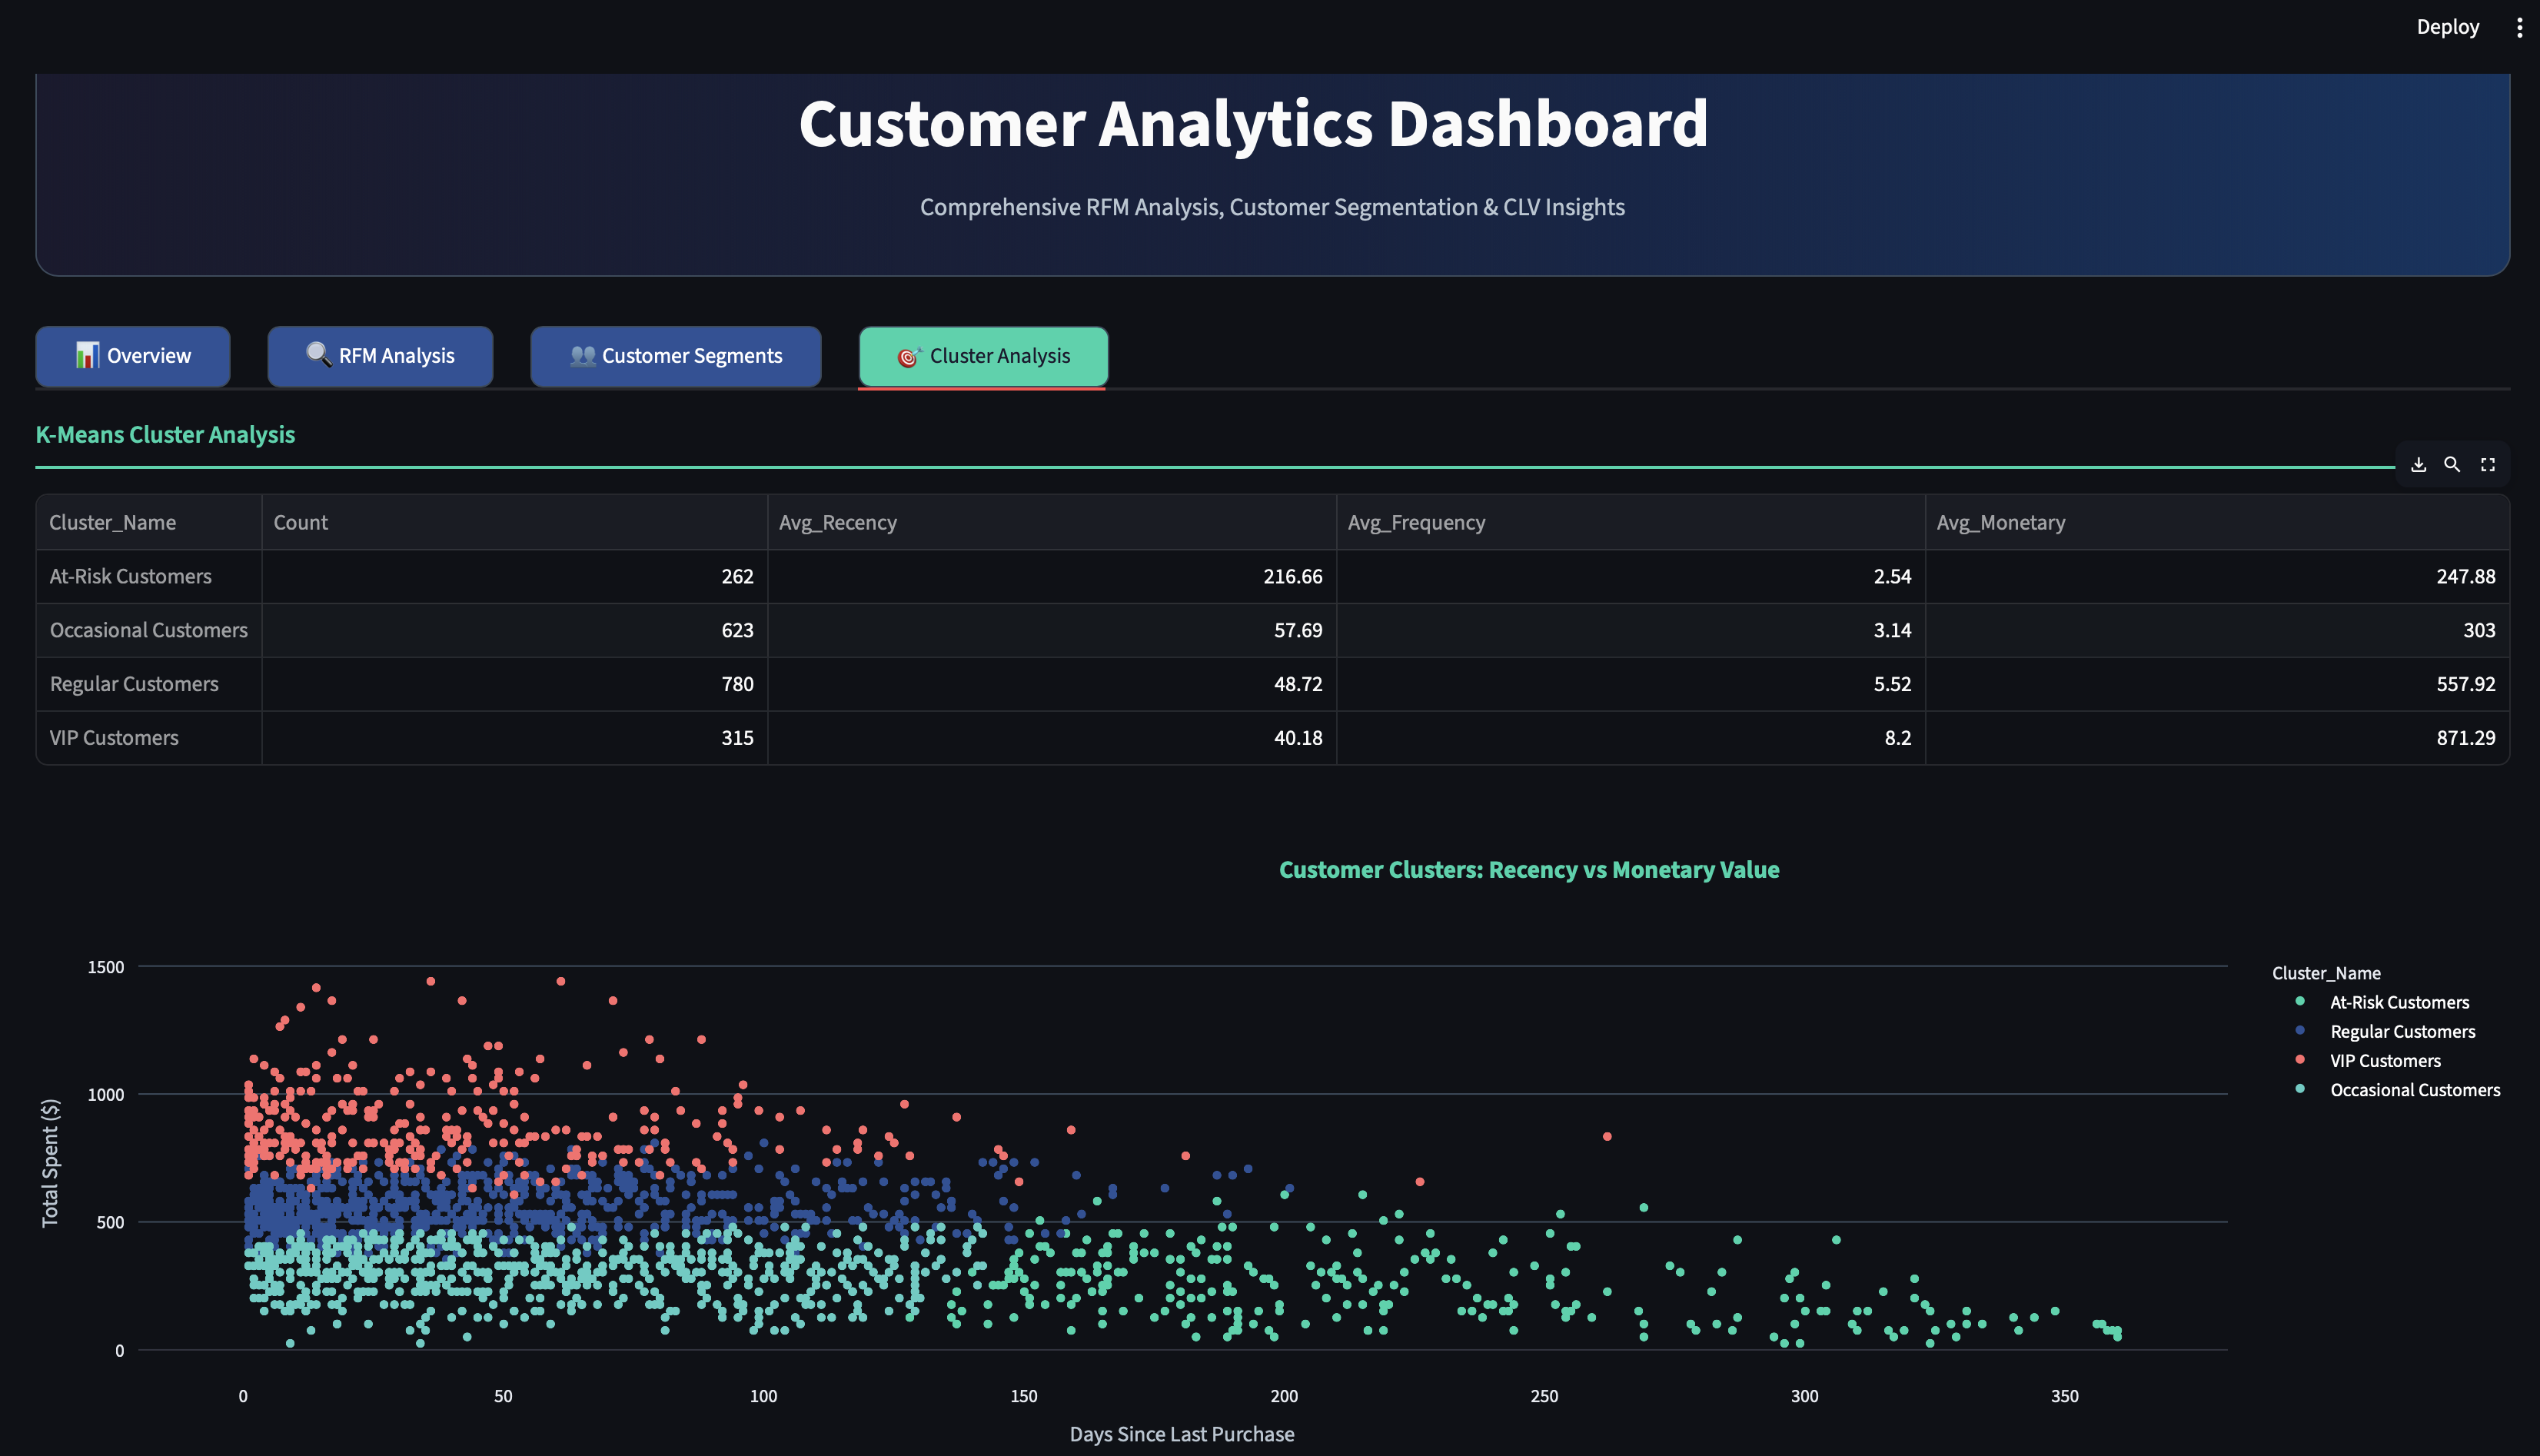 Deploy
Customer Analytics Dashboard
Comprehensive RFM Analysis, Customer Segmentation & CLV Insights
Overview RFM Analysis Customer Segments Cluster Analysis
K-Means Cluster Analysis
Cluster_Name Count Avg_Recency Avg_Frequency Avg_Monetary
At-Risk Customers 262 216.66 2.54 247.88
Occasional Customers 623 57.69 3.14 303
Regular Customers 780 48.72 5.52 557.92
VIP Customers 315 40.18 8.2 871.29
Customer Clusters: Recency vs Monetary Value
Total Spent ($)
1500
1000
500
0
0 50 100 150 200 250 300 350
Days Since Last Purchase
Cluster_Name
At-Risk Customers
Regular Customers
VIP Customers
Occasional Customers